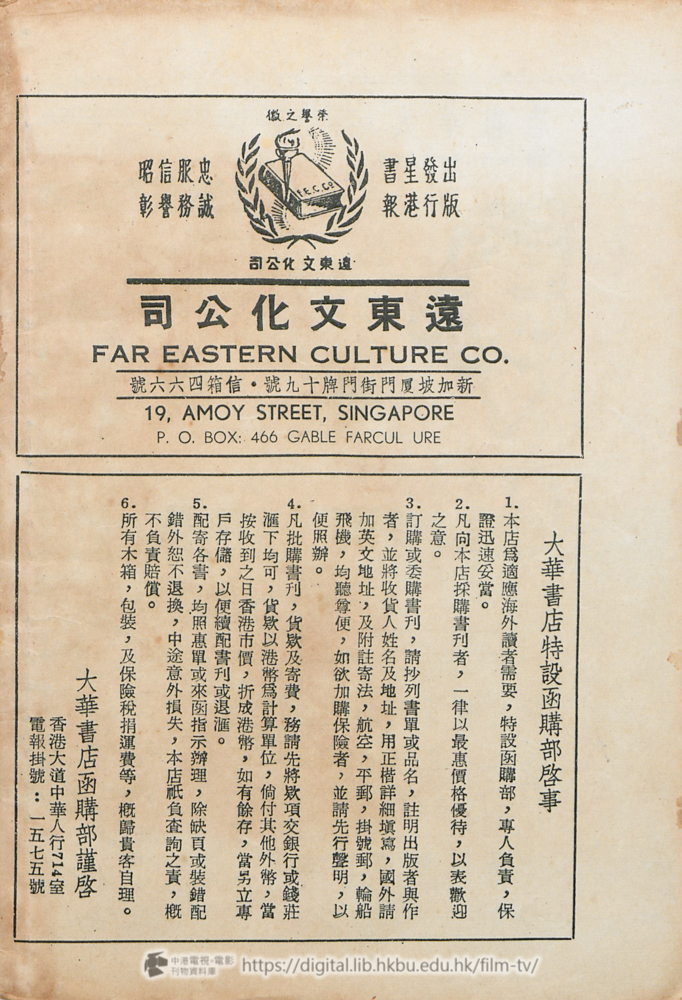 榮譽之徽
出版
發行
星港
書報
忠誠
服務
信譽
昭彰
F.E.C.Co.
遠東文化公司
遠東文化公司
FAR EASTERN CULTURE CO.
新加坡厦門街門牌十九號・信箱四六六號
19, AMOY STREET, SINGAPORE
P. O. BOX: 466 GABLE FARCUL URE
大華書店特設函購部啓事
1.本店爲適應海外讀者需要，特設函購部，專人負責，保
證迅速妥當。
2.凡向本店採購書刊者，一律以最惠價格優待，以表歡迎
之意。
3.訂購或委購書刊，請抄列書單或品名，註明出版者與作
者，並將收貨人姓名及地址，用正楷詳細塡寫，國外請
加英文地址，及附註寄法，航空，平郵，掛號郵，輪船
飛機，均聽尊便，如欲加購保險者，並請先行聲明，以
便照辦。
4.凡批購書刊，貨欵及寄費，務請先將欵項交銀行或錢莊
滙下均可，貨欵以港幣爲計算單位，倘付其他外幣，當
按收到之日香港市價，折成港幣，如有餘存，當另立專
戶存儲，以便續配書刊或退滙。
5.配寄各書，均照惠單或來函指示辦理，除缺頁或裝錯配
錯外恕不退換，中途意外損失，本店祇負査詢之責，槪
不負責賠償。
6.所有木箱，包裝，及保險稅捐運費等，槪歸貴客自理。
大華書店函購部謹啓
香港大道中華人行714室
電報掛號：一五七五號
中港電視・電影
刊物資料庫
https://digital.lib.hkbu.edu.hk/film-tv/